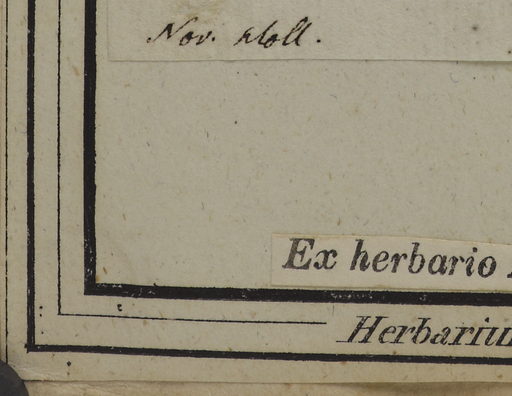 Nov. Holl.
Ex herbario
Herbariu